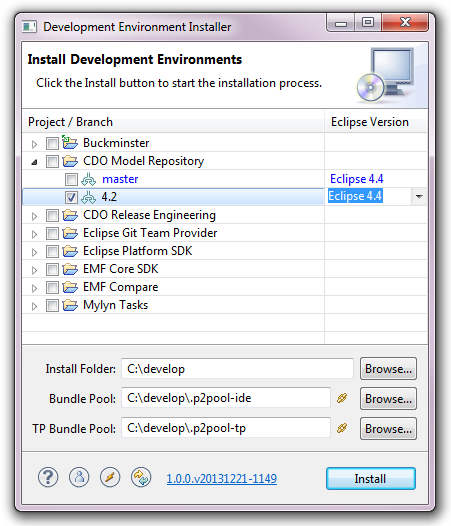 Development Environment Installer
Install Development Environments
Click the Install button to start the installation process.
Project / Branch Eclipse Version
Buckminster
CDO Model Repository
master Eclipse 4.4
4.2 Eclipse 4.4
CDO Release Engineering
Eclipse Git Team Provider
Eclipse Platform SDK
EMF Core SDK
EMF Compare
Mylyn Tasks
Install Folder: C:\develop Browse...
Bundle Pool: C:\develop\.p2pool-ide Browse...
TP Bundle Pool: C:\develop\.p2pool-tp Browse...
? 1.0.0.v20131221-1149 Install